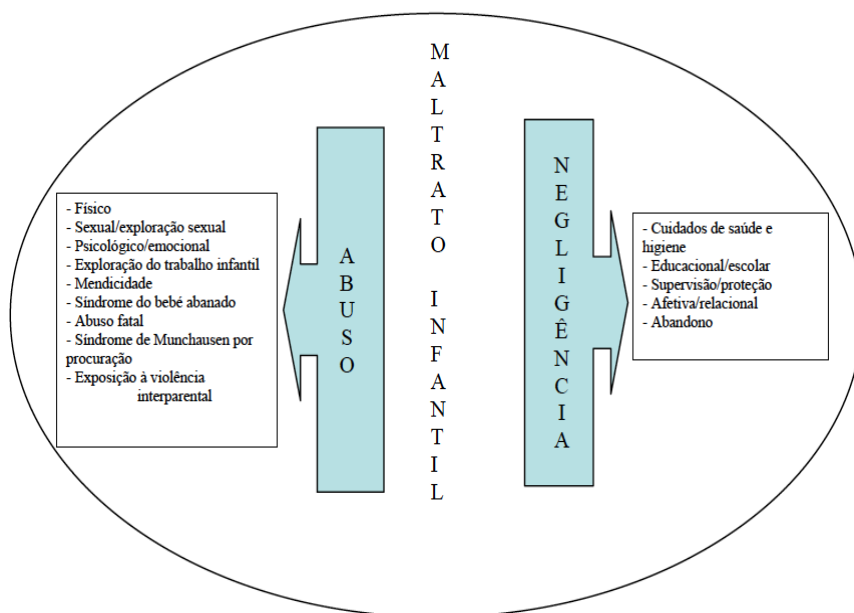 MALTRATO INFANTIL
ABUSO
- Físico
- Sexual/exploração sexual
- Psicológico/emocional
- Exploração do trabalho infantil
- Mendicidade
- Síndrome do bebé abanado
- Abuso fatal
- Síndrome de Munchausen por
procuração
- Exposição à violência
interparental
NEGLIGÊNCIA
- Cuidados de saúde e
higiene
- Educacional/escolar
- Supervisão/proteção
- Afetiva/relacional
- Abandono